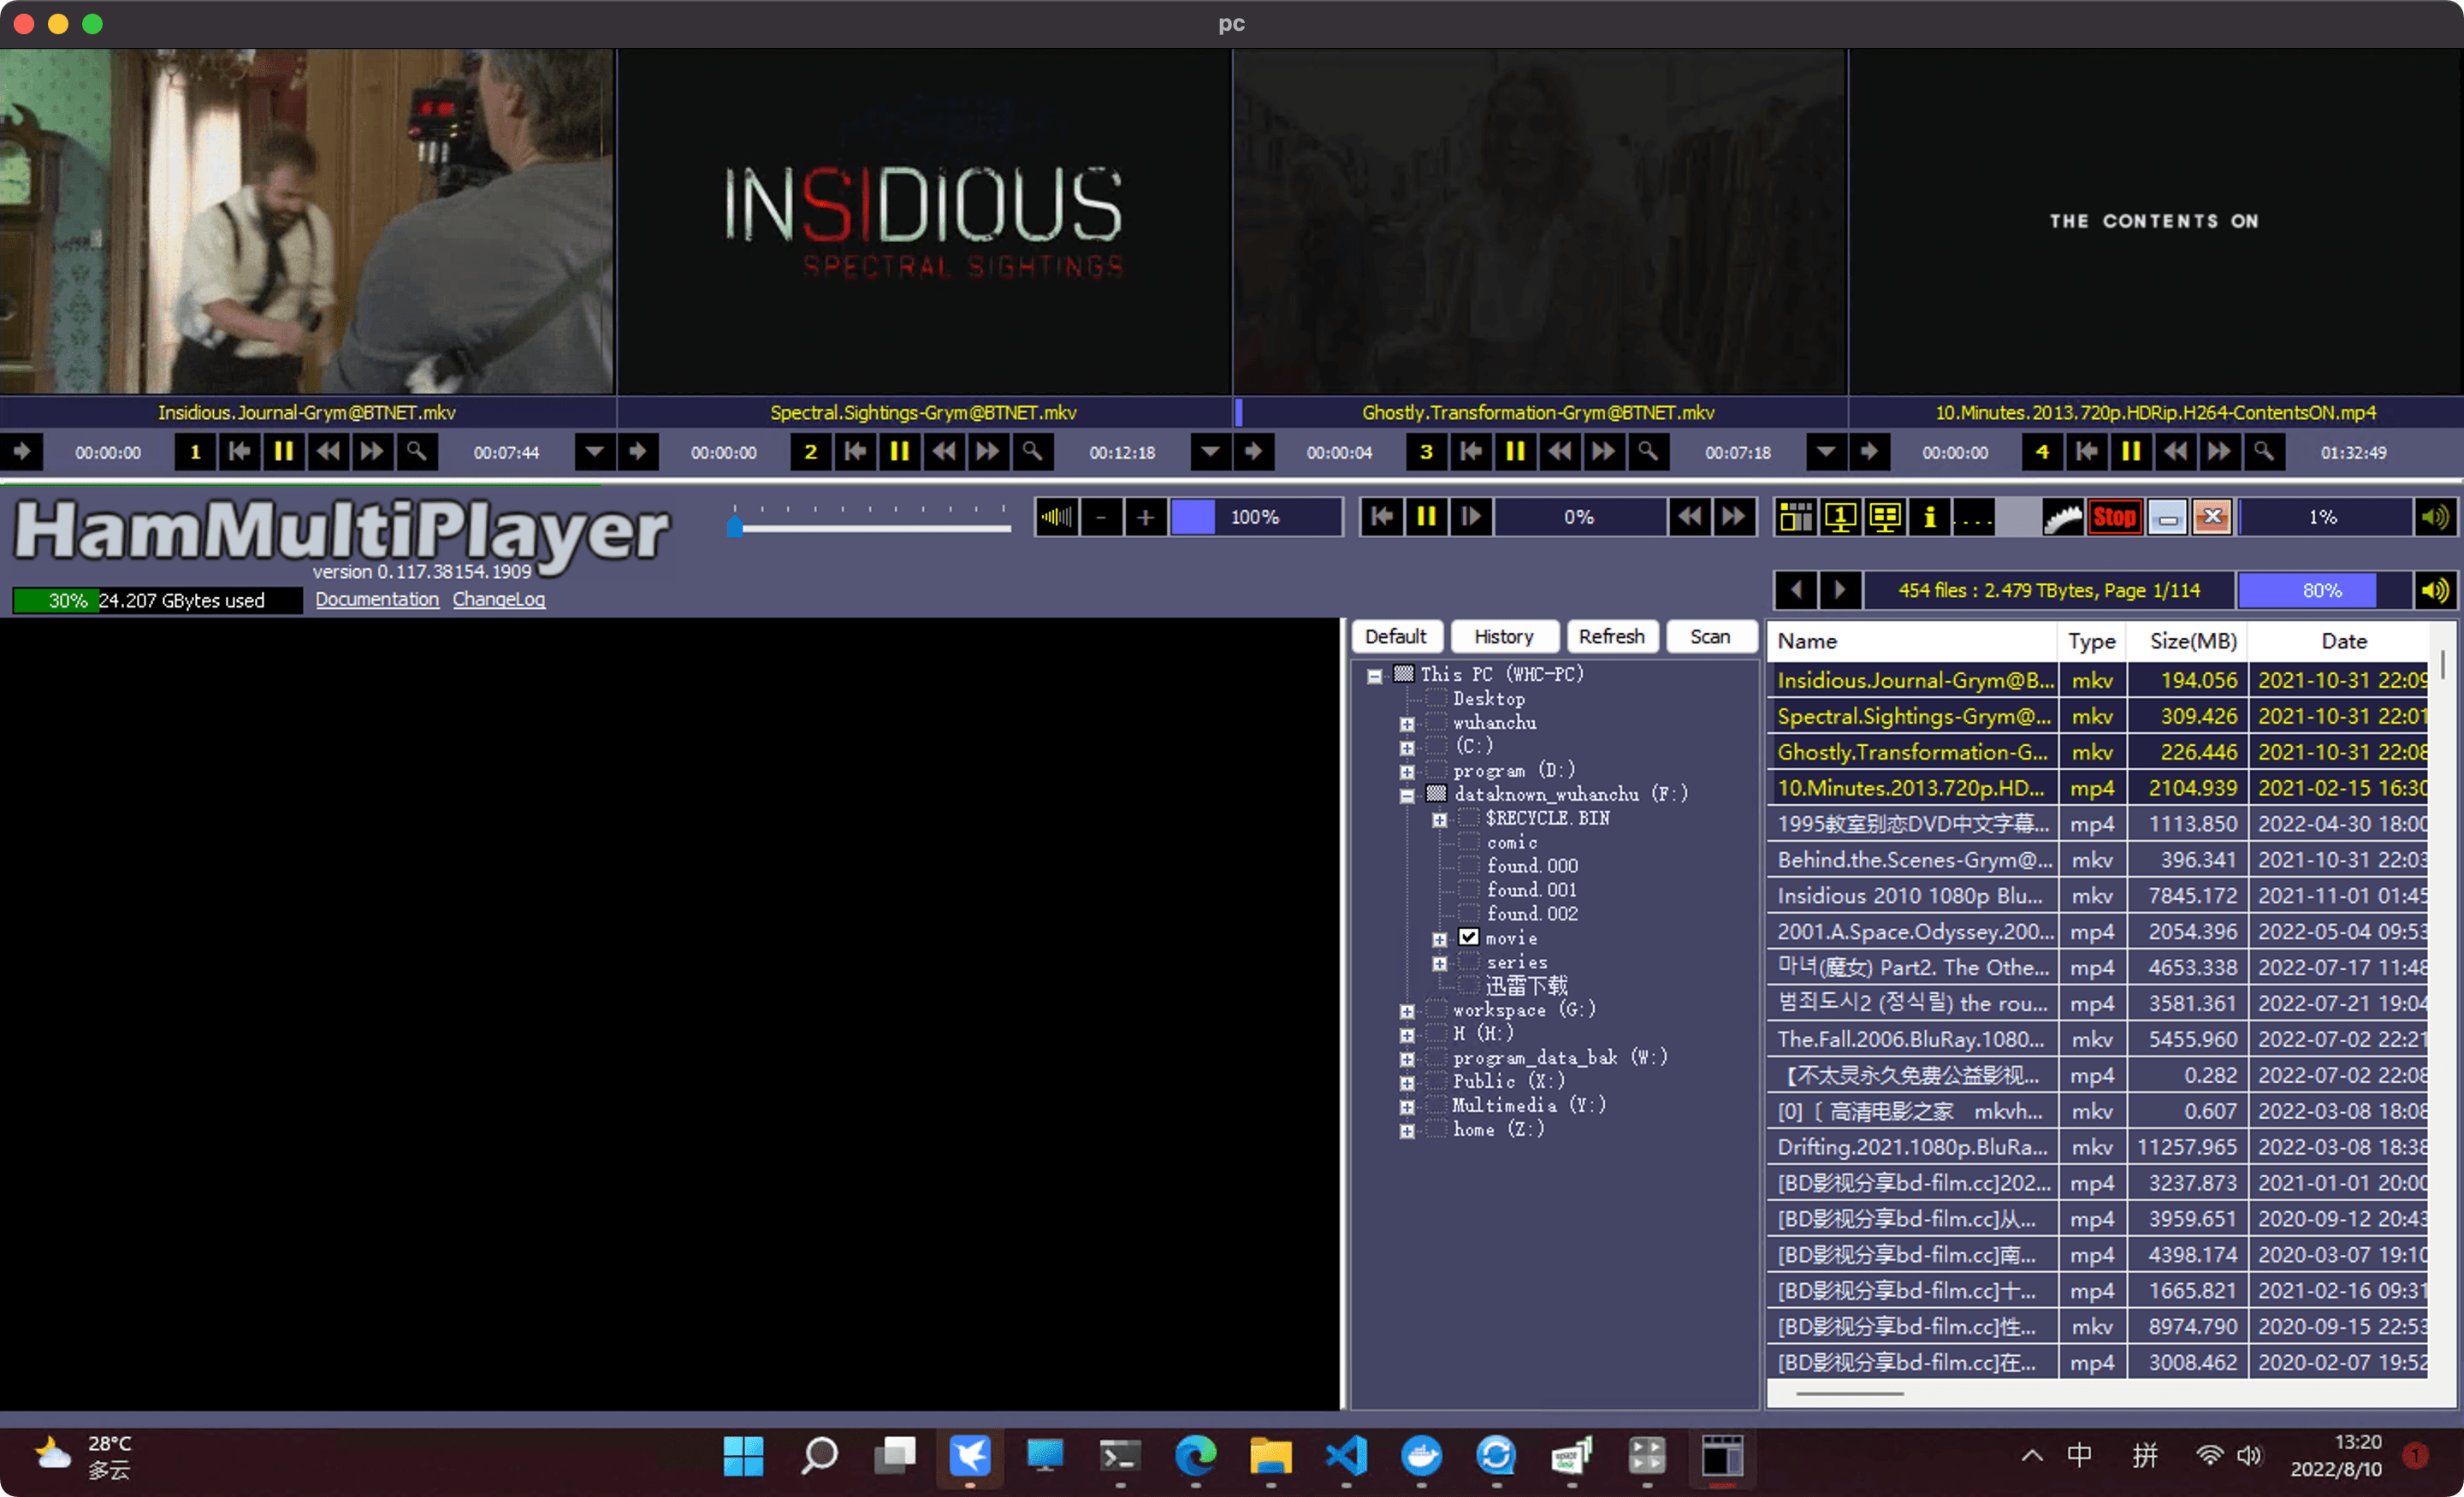 pc
INSIDIOUS
SPECTRAL SIGHTINGS
THE CONTENTS ON
Insidious.Journal-Grym@BTNET.mkv
Spectral.Sightings-Grym@BTNET.mkv
Ghostly.Transformation-Grym@BTNET.mkv
10.Minutes.2013.720p.HDRip.H264-ContentsON.mp4
00:00:00 1 00:07:44
00:00:00 2 00:12:18
00:00:04 3 00:07:18
00:00:00 4 01:32:49
HamMultiPlayer
version 0.117.38154.1909
- + 100%
0%
1 i .... Stop
1%
30% 24.207 GBytes used
Documentation ChangeLog
454 files : 2.479 TBytes, Page 1/114
80%
Default History Refresh Scan
This PC (WHC-PC)
Desktop
wuhanchu
(C:)
program (D:)
dataknown_wuhanchu (F:)
$RECYCLE.BIN
comic
found.000
found.001
found.002
movie
series
迅雷下载
workspace (G:)
H (H:)
program_data_bak (W:)
Public (X:)
Multimedia (Y:)
home (Z:)
Name Type Size(MB) Date
Insidious.Journal-Grym@B... mkv 194.056 2021-10-31 22:09
Spectral.Sightings-Grym@... mkv 309.426 2021-10-31 22:01
Ghostly.Transformation-G... mkv 226.446 2021-10-31 22:08
10.Minutes.2013.720p.HD... mp4 2104.939 2021-02-15 16:30
1995教室别恋DVD中文字幕... mp4 1113.850 2022-04-30 18:00
Behind.the.Scenes-Grym@... mkv 396.341 2021-10-31 22:03
Insidious 2010 1080p Blu... mkv 7845.172 2021-11-01 01:45
2001.A.Space.Odyssey.200... mp4 2054.396 2022-05-04 09:53
마녀(魔女) Part2. The Othe... mp4 4653.338 2022-07-17 11:48
범죄도시2 (정식릴) the rou... mp4 3581.361 2022-07-21 19:04
The.Fall.2006.BluRay.1080... mkv 5455.960 2022-07-02 22:21
【不太灵永久免费公益影视... mp4 0.282 2022-07-02 22:08
[0]〔 高清电影之家 mkvh... mkv 0.607 2022-03-08 18:08
Drifting.2021.1080p.BluRa... mkv 11257.965 2022-03-08 18:38
[BD影视分享bd-film.cc]202... mp4 3237.873 2021-01-01 20:00
[BD影视分享bd-film.cc]从... mp4 3959.651 2020-09-12 20:43
[BD影视分享bd-film.cc]南... mp4 4398.174 2020-03-07 19:10
[BD影视分享bd-film.cc]十... mp4 1665.821 2021-02-16 09:31
[BD影视分享bd-film.cc]性... mkv 8974.790 2020-09-15 22:53
[BD影视分享bd-film.cc]在... mp4 3008.462 2020-02-07 19:52
28°C
多云
中 拼
13:20
2022/8/10
1